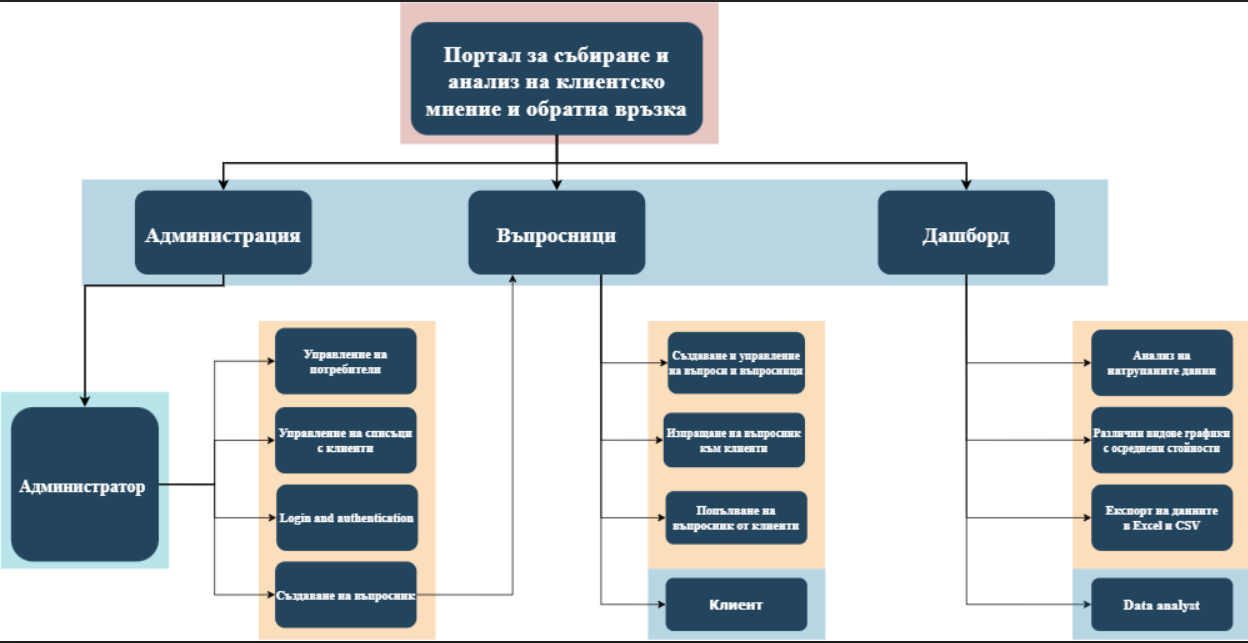 Портал за събиране и
анализ на клиентско
мнение и обратна връзка
Администрация
Въпросници
Дашборд
Администратор
Управление на
потребители
Управление на списъци
с клиенти
Login and authentication
Създаване на въпросник
Създаване и управление
на въпроси и въпросници
Изпращане на въпросник
към клиенти
Попълване на
въпросник от клиенти
Клиент
Анализ на
натрупаните данни
Различни видове графики
с осреднени стойности
Експорт на данните
в Excel и CSV
Data analyst